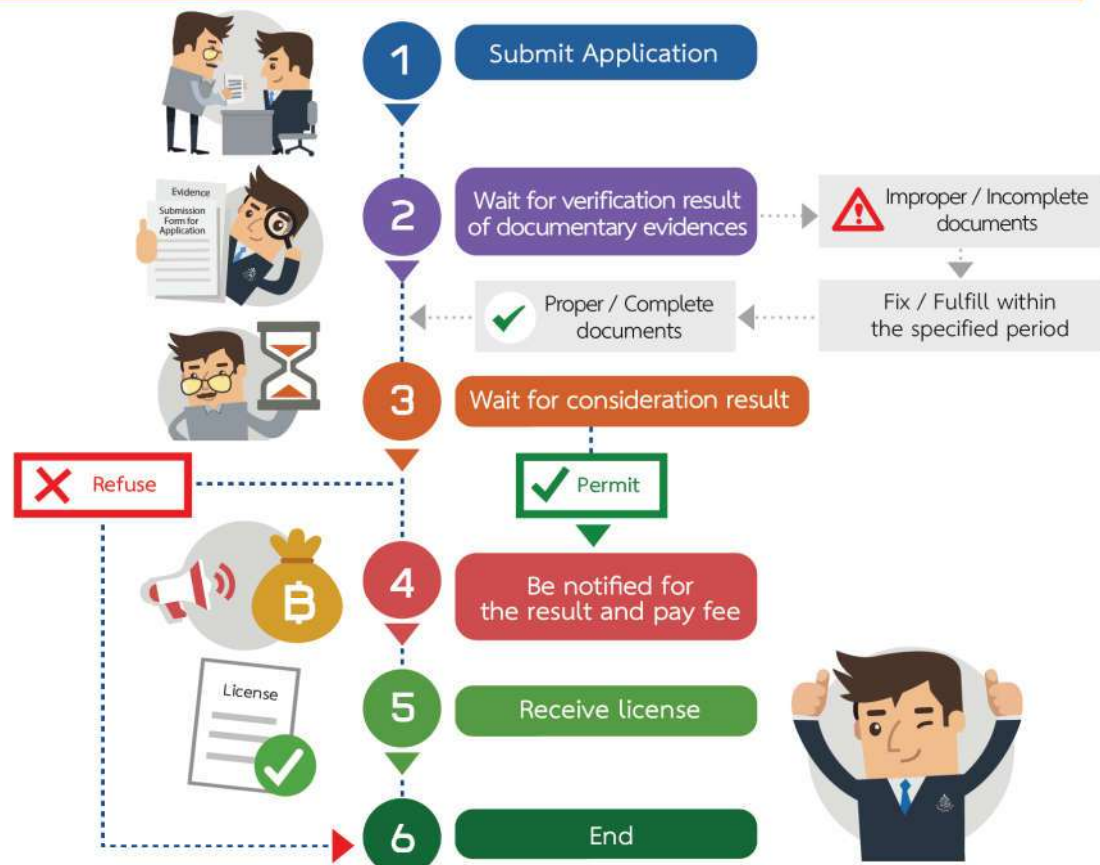 1
Submit Application
Evidence
Submission
Form for
Application
2
Wait for verification result
of documentary evidences
Improper / Incomplete
documents
Proper / Complete
documents
Fix / Fulfill within
the specified period
3
Wait for consideration result
Refuse
Permit
฿
4
Be notified for
the result and pay fee
License
5
Receive license
6
End